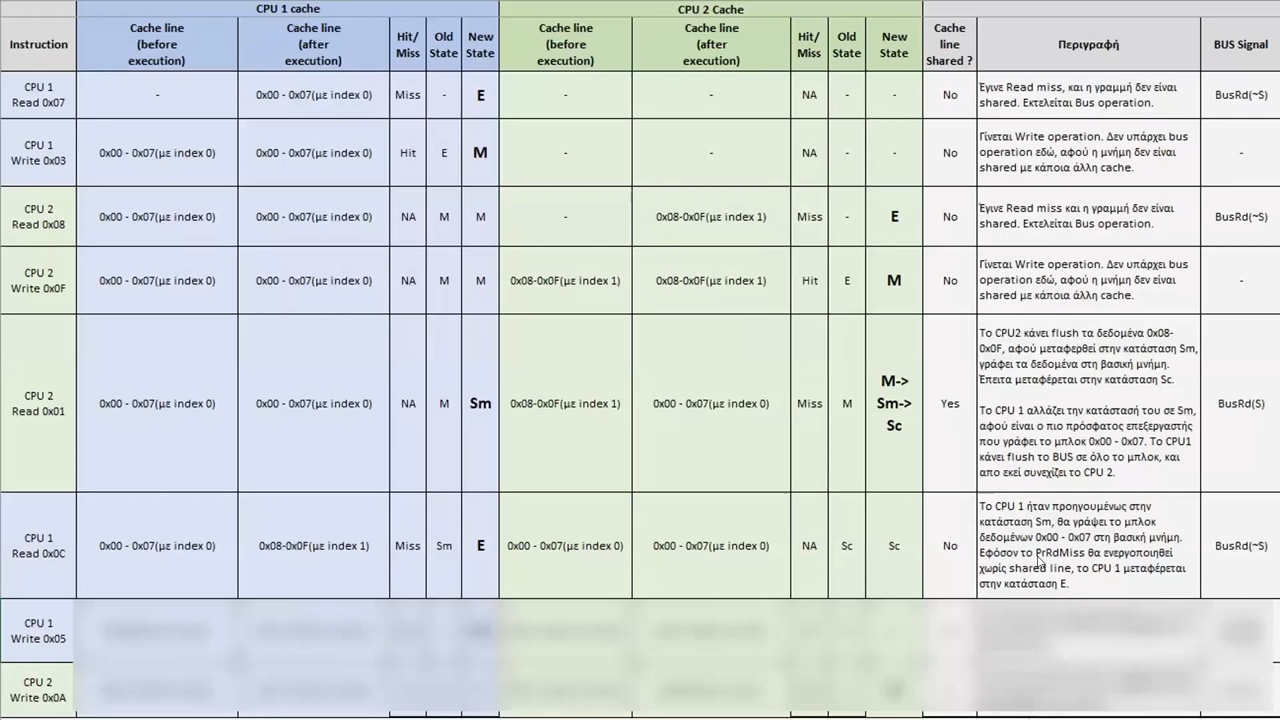 CPU 1 cache
CPU 2 Cache
Instruction
Cache line
(before
execution)
Cache line
(after
execution)
Hit/
Miss
Old
State
New
State
Cache line
(before
execution)
Cache line
(after
execution)
Hit/
Miss
Old
State
New
State
Cache
line
Shared ?
Περιγραφή
BUS Signal
CPU 1
Read 0x07
-
0x00 - 0x07(με index 0)
Miss
-
E
-
-
NA
-
-
No
Έγινε Read miss, και η γραμμή δεν είναι
shared. Εκτελείται Bus operation.
BusRd(~S)
CPU 1
Write 0x03
0x00 - 0x07(με index 0)
0x00 - 0x07(με index 0)
Hit
E
M
-
-
NA
-
-
No
Γίνεται Write operation. Δεν υπάρχει bus
operation εδώ, αφού η μνήμη δεν είναι
shared με κάποια άλλη cache.
-
CPU 2
Read 0x08
0x00 - 0x07(με index 0)
0x00 - 0x07(με index 0)
NA
M
M
-
0x08-0x0F(με index 1)
Miss
-
E
No
Έγινε Read miss και η γραμμή δεν είναι
shared. Εκτελείται Bus operation.
BusRd(~S)
CPU 2
Write 0x0F
0x00 - 0x07(με index 0)
0x00 - 0x07(με index 0)
NA
M
M
0x08-0x0F(με index 1)
0x08-0x0F(με index 1)
Hit
E
M
No
Γίνεται Write operation. Δεν υπάρχει bus
operation εδώ, αφού η μνήμη δεν είναι
shared με κάποια άλλη cache.
-
CPU 2
Read 0x01
0x00 - 0x07(με index 0)
0x00 - 0x07(με index 0)
NA
M
Sm
0x08-0x0F(με index 1)
0x00 - 0x07(με index 0)
Miss
M
M->
Sm->
Sc
Yes
Το CPU2 κάνει flush τα δεδομένα 0x08-
0x0F, αφού μεταφερθεί στην κατάσταση Sm,
γράφει τα δεδομένα στη βασική μνήμη.
Έπειτα μεταφέρεται στην κατάσταση Sc.
Το CPU 1 αλλάζει την κατάστασή του σε Sm,
αφού είναι ο πιο πρόσφατος επεξεργαστής
που γράφει το μπλοκ 0x00 - 0x07. Το CPU1
κάνει flush το BUS σε όλο το μπλοκ, και
απο εκεί συνεχίζει το CPU 2.
BusRd(S)
CPU 1
Read 0x0C
0x00 - 0x07(με index 0)
0x08-0x0F(με index 1)
Miss
Sm
E
0x00 - 0x07(με index 0)
0x00 - 0x07(με index 0)
NA
Sc
Sc
No
Το CPU 1 ήταν προηγουμένως στην
κατάσταση Sm, θα γράψει το μπλοκ
δεδομένων 0x00 - 0x07 στη βασική μνήμη.
Εφόσον το PrRdMiss θα ενεργοποιηθεί
χωρίς shared line, το CPU 1 μεταφέρεται
στην κατάσταση E.
BusRd(~S)
CPU 1
Write 0x05
CPU 2
Write 0x0A